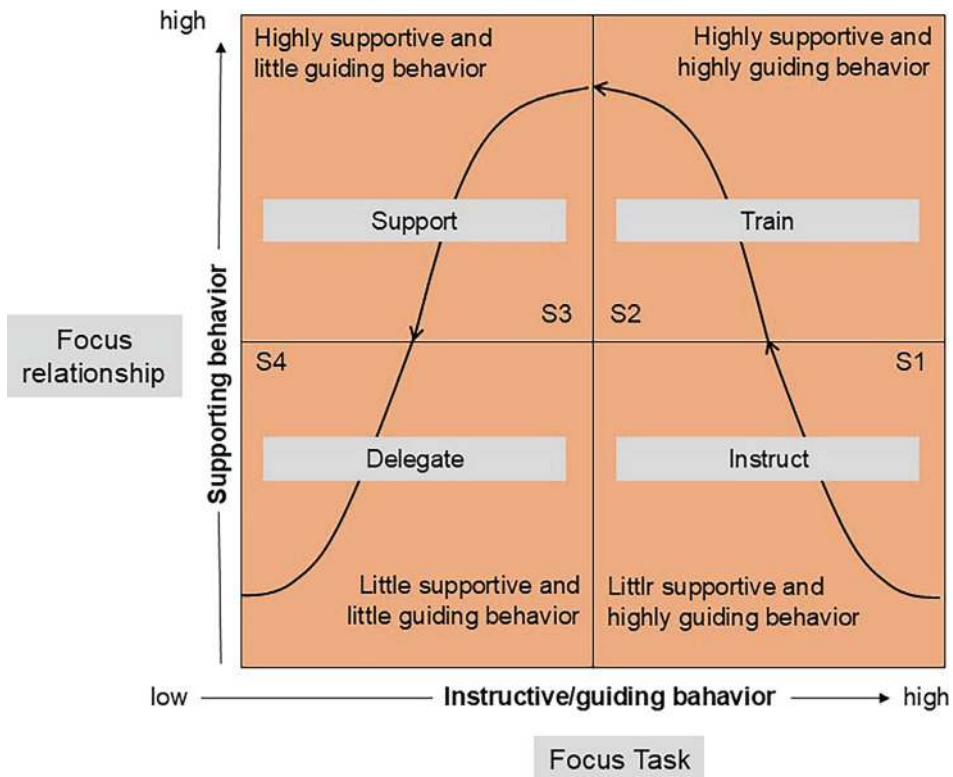 high
Highly supportive and
little guiding behavior
Highly supportive and
highly guiding behavior
Support
Train
S3
S2
Focus
relationship
Supporting behavior
S4
S1
Delegate
Instruct
Little supportive and
little guiding behavior
Littlr supportive and
highly guiding behavior
low
Instructive/guiding bahavior
high
Focus Task